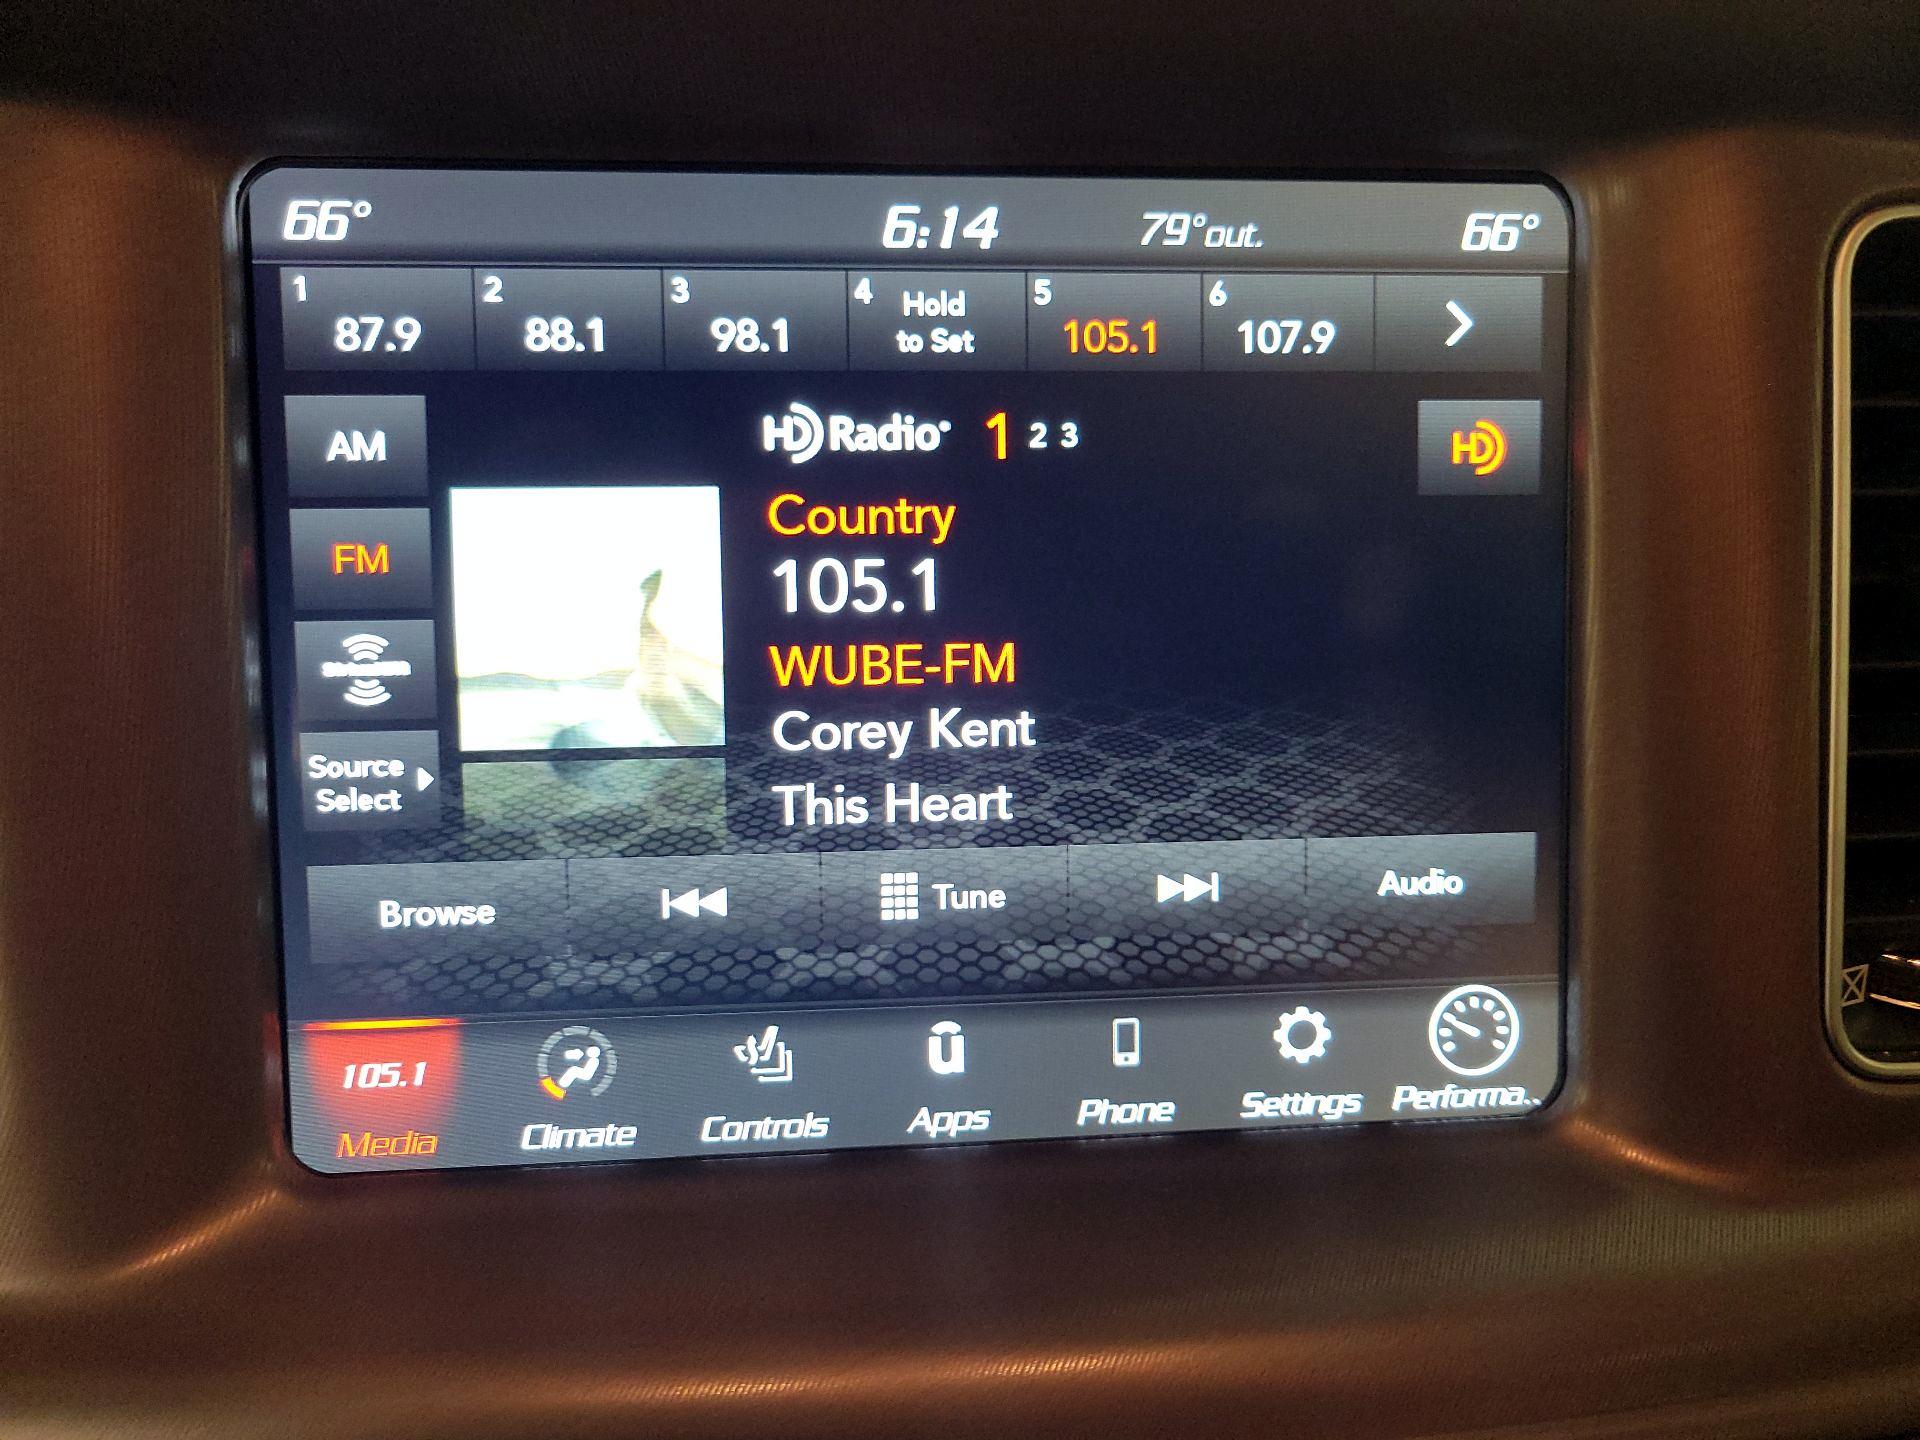 66° 6:14 79°out. 66°
1 2 3 4 Hold 5 6
87.9 88.1 98.1 to Set 105.1 107.9
AM
HD Radio 1 2 3
HD
Country
FM
105.1
WUBE-FM
Corey Kent
Source
Select
This Heart
Browse Tune Audio
105.1
Media Climate Controls Apps Phone Settings Performa..